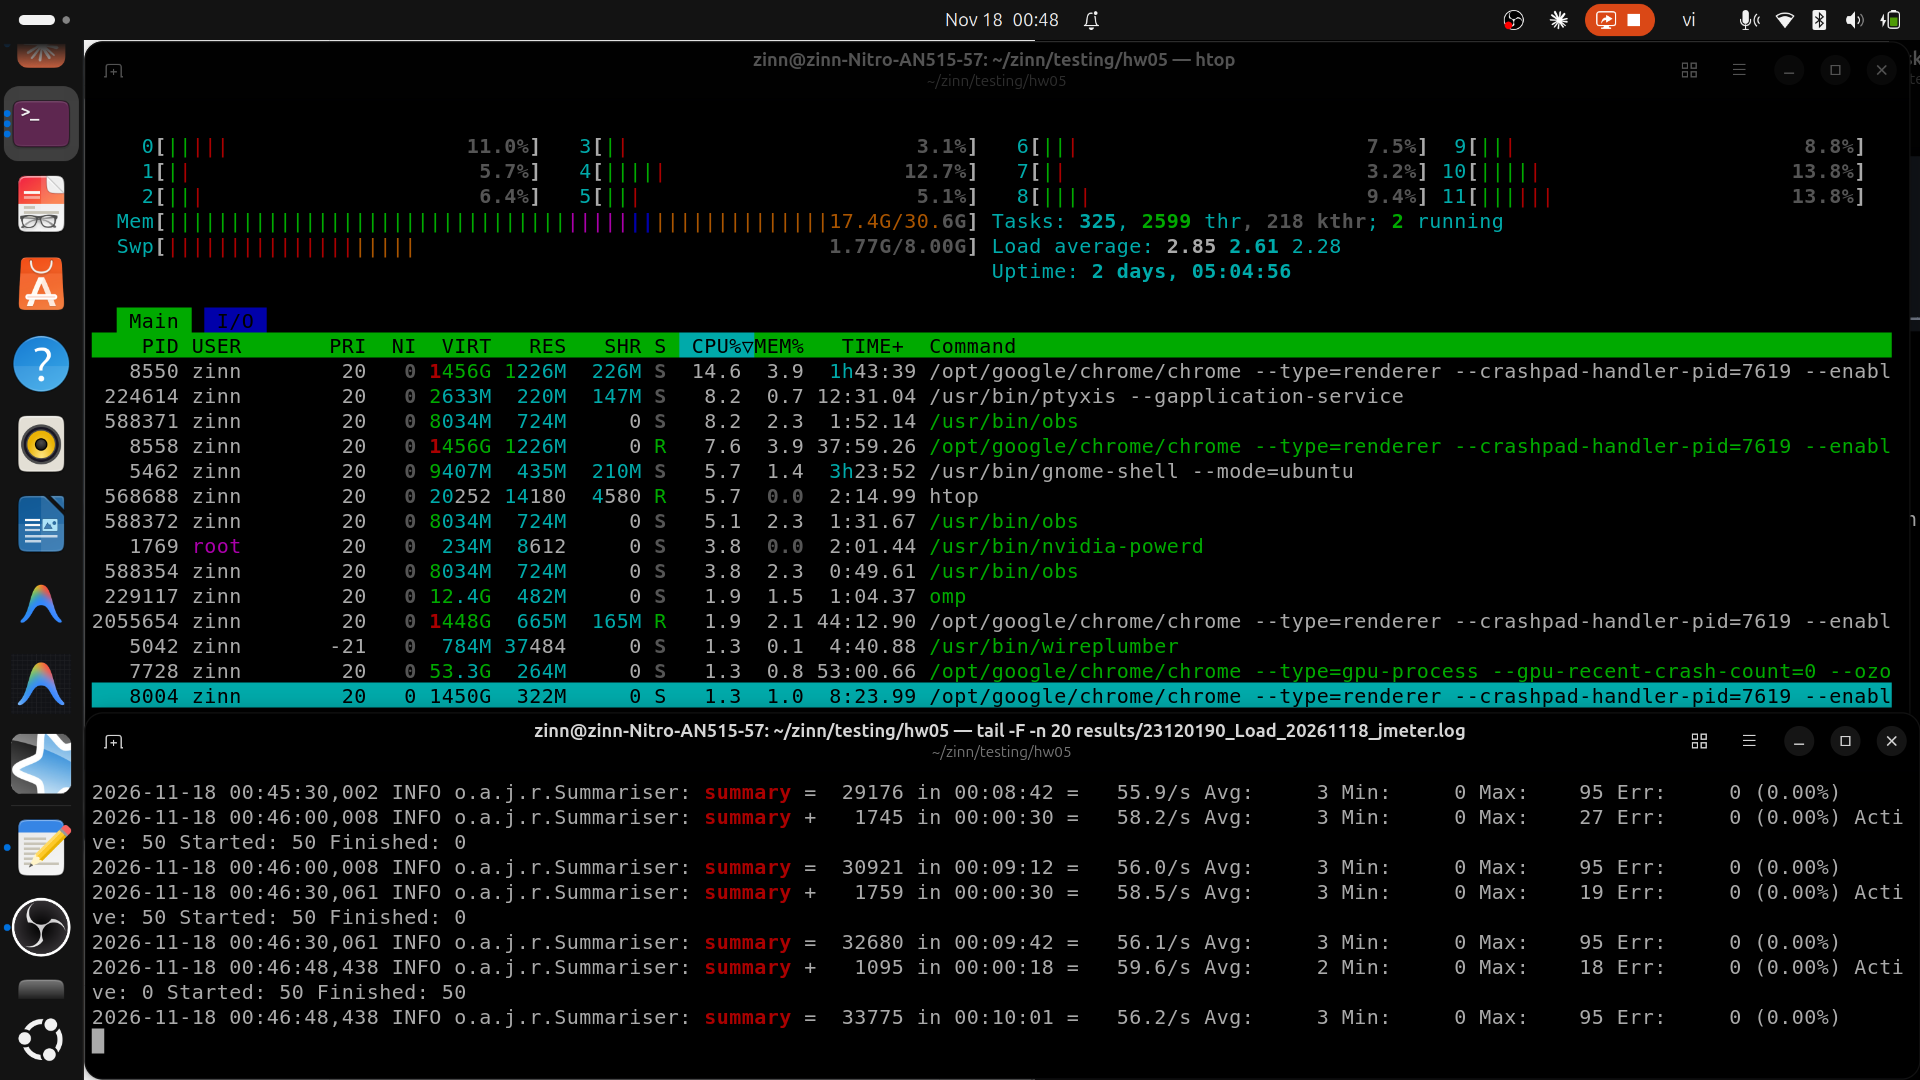 Nov 18 00:48
vi
zinn@zinn-Nitro-AN515-57: ~/zinn/testing/hw05 — htop
~/zinn/testing/hw05
0[||||| 11.0%] 3[|| 3.1%] 6[||| 7.5%] 9[||| 8.8%]
1[|| 5.7%] 4[||||| 12.7%] 7[|| 3.2%] 10[||||| 13.8%]
2[||| 6.4%] 5[||| 5.1%] 8[|||| 9.4%] 11[|||||| 13.8%]
Mem[|||||||||||||||||||||||||||||||||||||||||||||||||||||17.4G/30.6G] Tasks: 325, 2599 thr, 218 kthr; 2 running
Swp[|||||||||||||||||||| 1.77G/8.00G] Load average: 2.85 2.61 2.28
Uptime: 2 days, 05:04:56
Main I/O
PID USER PRI NI VIRT RES SHR S CPU%▽MEM% TIME+ Command
8550 zinn 20 0 1456G 1226M 226M S 14.6 3.9 1h43:39 /opt/google/chrome/chrome --type=renderer --crashpad-handler-pid=7619 --enabl
224614 zinn 20 0 2633M 220M 147M S 8.2 0.7 12:31.04 /usr/bin/ptyxis --gapplication-service
588371 zinn 20 0 8034M 724M 0 S 8.2 2.3 1:52.14 /usr/bin/obs
8558 zinn 20 0 1456G 1226M 0 R 7.6 3.9 37:59.26 /opt/google/chrome/chrome --type=renderer --crashpad-handler-pid=7619 --enabl
5462 zinn 20 0 9407M 435M 210M S 5.7 1.4 3h23:52 /usr/bin/gnome-shell --mode=ubuntu
568688 zinn 20 0 20252 14180 4580 R 5.7 0.0 2:14.99 htop
588372 zinn 20 0 8034M 724M 0 S 5.1 2.3 1:31.67 /usr/bin/obs
1769 root 20 0 234M 8612 0 S 3.8 0.0 2:01.44 /usr/bin/nvidia-powerd
588354 zinn 20 0 8034M 724M 0 S 3.8 2.3 0:49.61 /usr/bin/obs
229117 zinn 20 0 12.4G 482M 0 S 1.9 1.5 1:04.37 omp
2055654 zinn 20 0 1448G 665M 165M R 1.9 2.1 44:12.90 /opt/google/chrome/chrome --type=renderer --crashpad-handler-pid=7619 --enabl
5042 zinn -21 0 784M 37484 0 S 1.3 0.1 4:40.88 /usr/bin/wireplumber
7728 zinn 20 0 53.3G 264M 0 S 1.3 0.8 53:00.66 /opt/google/chrome/chrome --type=gpu-process --gpu-recent-crash-count=0 --ozo
8004 zinn 20 0 1450G 322M 0 S 1.3 1.0 8:23.99 /opt/google/chrome/chrome --type=renderer --crashpad-handler-pid=7619 --enabl
zinn@zinn-Nitro-AN515-57: ~/zinn/testing/hw05 — tail -F -n 20 results/23120190_Load_20261118_jmeter.log
~/zinn/testing/hw05
2026-11-18 00:45:30,002 INFO o.a.j.r.Summariser: summary = 29176 in 00:08:42 = 55.9/s Avg: 3 Min: 0 Max: 95 Err: 0 (0.00%)
2026-11-18 00:46:00,008 INFO o.a.j.r.Summariser: summary + 1745 in 00:00:30 = 58.2/s Avg: 3 Min: 0 Max: 27 Err: 0 (0.00%) Acti
ve: 50 Started: 50 Finished: 0
2026-11-18 00:46:00,008 INFO o.a.j.r.Summariser: summary = 30921 in 00:09:12 = 56.0/s Avg: 3 Min: 0 Max: 95 Err: 0 (0.00%)
2026-11-18 00:46:30,061 INFO o.a.j.r.Summariser: summary + 1759 in 00:00:30 = 58.5/s Avg: 3 Min: 0 Max: 19 Err: 0 (0.00%) Acti
ve: 50 Started: 50 Finished: 0
2026-11-18 00:46:30,061 INFO o.a.j.r.Summariser: summary = 32680 in 00:09:42 = 56.1/s Avg: 3 Min: 0 Max: 95 Err: 0 (0.00%)
2026-11-18 00:46:48,438 INFO o.a.j.r.Summariser: summary + 1095 in 00:00:18 = 59.6/s Avg: 2 Min: 0 Max: 18 Err: 0 (0.00%) Acti
ve: 0 Started: 50 Finished: 50
2026-11-18 00:46:48,438 INFO o.a.j.r.Summariser: summary = 33775 in 00:10:01 = 56.2/s Avg: 3 Min: 0 Max: 95 Err: 0 (0.00%)